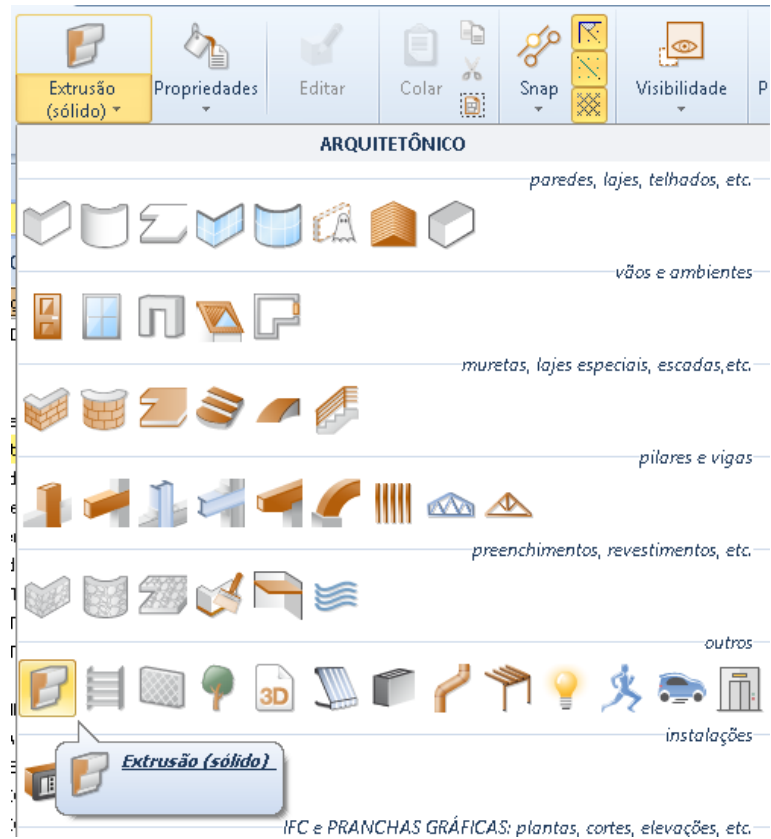 Extrusão
(sólido)
Propriedades
Editar
Colar
Snap
Visibilidade
P
ARQUITETÔNICO
paredes, lajes, telhados, etc.
vãos e ambientes
muretas, lajes especiais, escadas,etc.
pilares e vigas
preenchimentos, revestimentos, etc.
outros
3D
instalações
Extrusão (sólido)
IFC e PRANCHAS GRÁFICAS: plantas, cortes, elevações, etc.